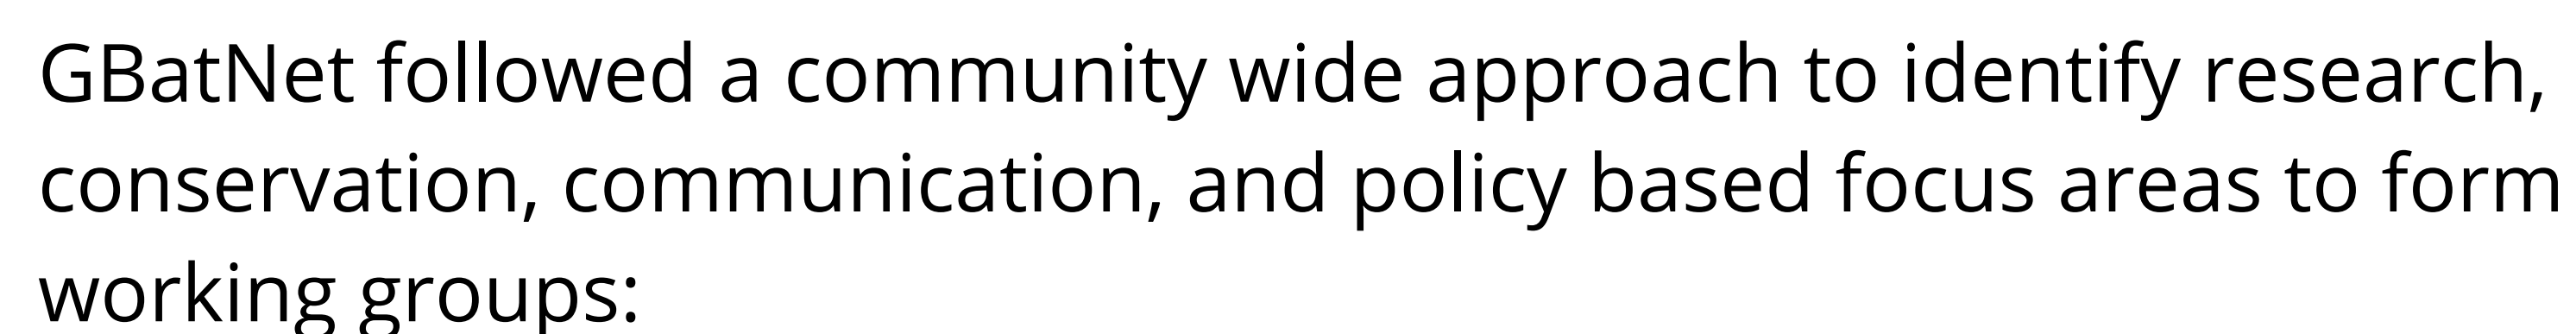 GBatNet followed a community wide approach to identify research,
conservation, communication, and policy based focus areas to form
working groups: